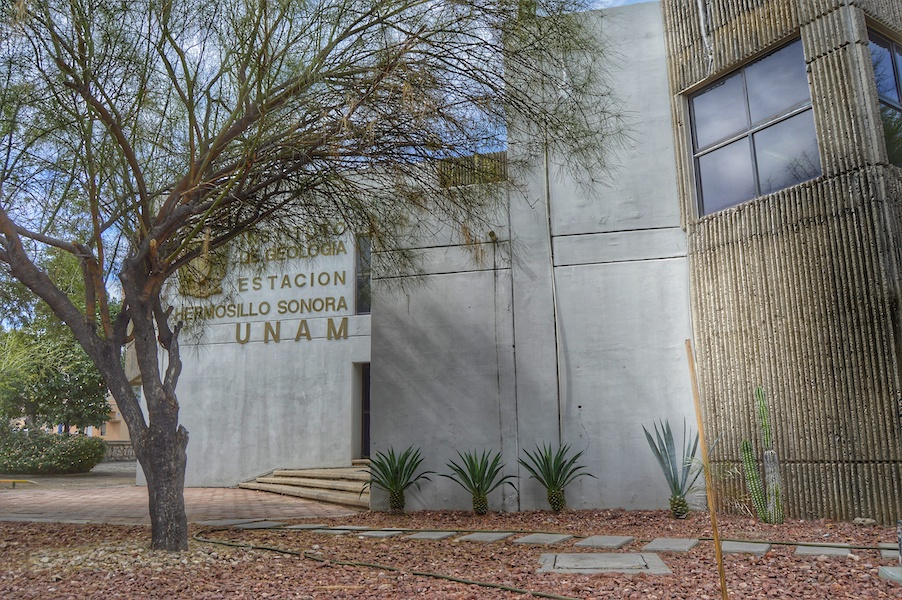 DE GEOLOGIA
ESTACION
HERMOSILLO SONORA
UNAM